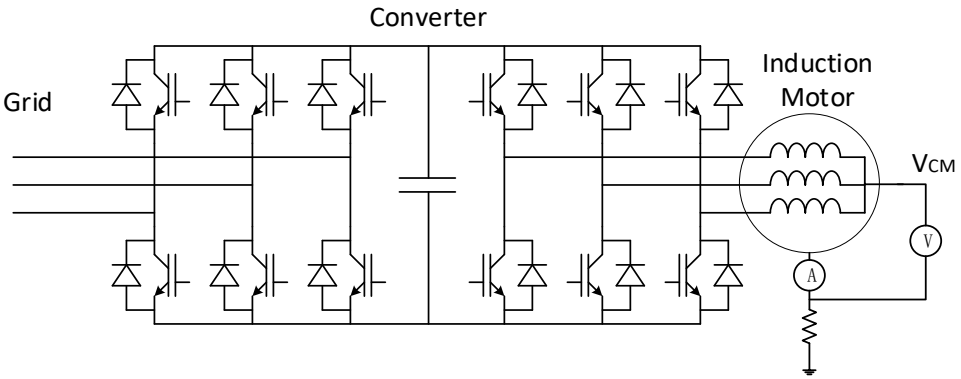 Converter
Grid
Induction
Motor
VCM
V
A